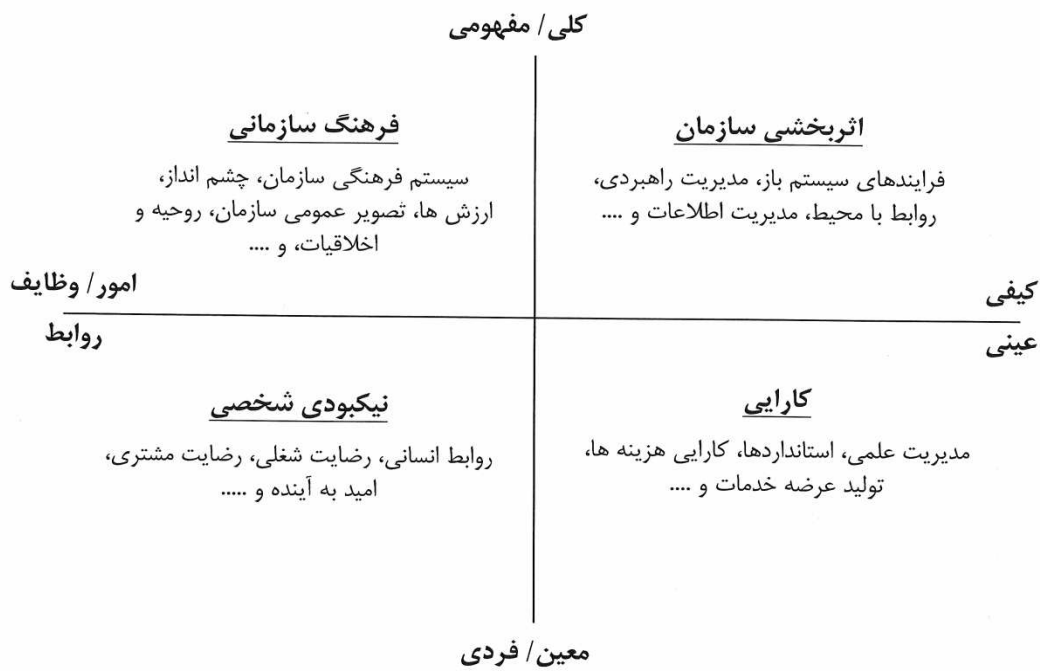 کلی/ مفهومی
اثربخشی سازمان
فرایندهای سیستم باز، مدیریت راهبردی،
روابط با محیط، مدیریت اطلاعات و ....
فرهنگ سازمانی
سیستم فرهنگی سازمان، چشم انداز،
ارزش ها، تصویر عمومی سازمان، روحیه و
اخلاقیات، و ....
کیفی
امور/ وظایف
عینی
روابط
کارایی
مدیریت علمی، استانداردها، کارایی هزینه ها،
تولید عرضه خدمات و ....
نیکبودی شخصی
روابط انسانی، رضایت شغلی، رضایت مشتری،
امید به آینده و .....
معین/ فردی